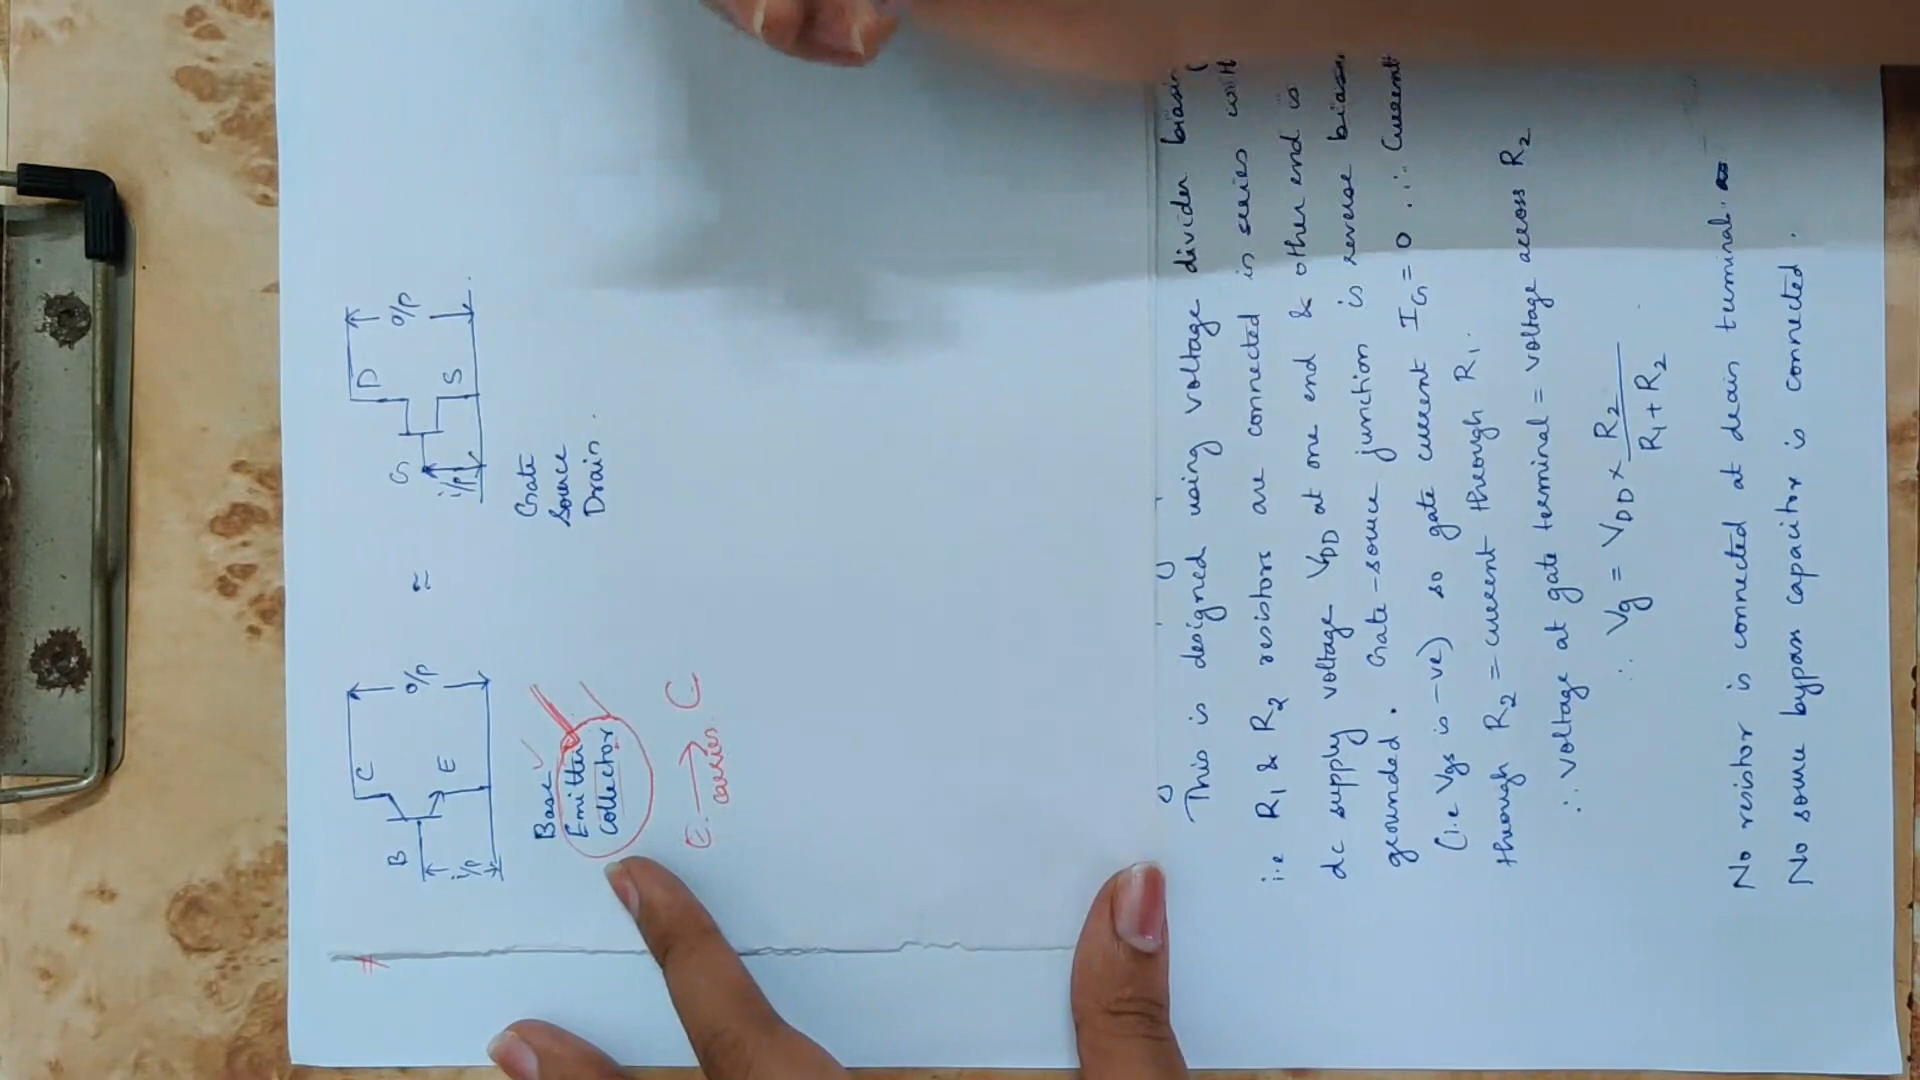 B
C
E
i/p
o/p
≈
G
D
S
i/p
o/p
Base
Emitter
Collector
Gate
Source
Drain.
C
carries
This is designed using voltage divider biasin
i.e R1 & R2 resistors are connected in series with
dc supply voltage VDD at one end & other end is
grounded. Gate-source junction is reverse bias
(i.e Vgs is -ve) so gate current IG = 0 ∴ Current
through R2 = current through R1.
∴ voltage at gate terminal = voltage across R2
∴ Vg = VDD × R2 / R1 + R2
No resistor is connected at drain terminal.
No source bypass capacitor is connected.